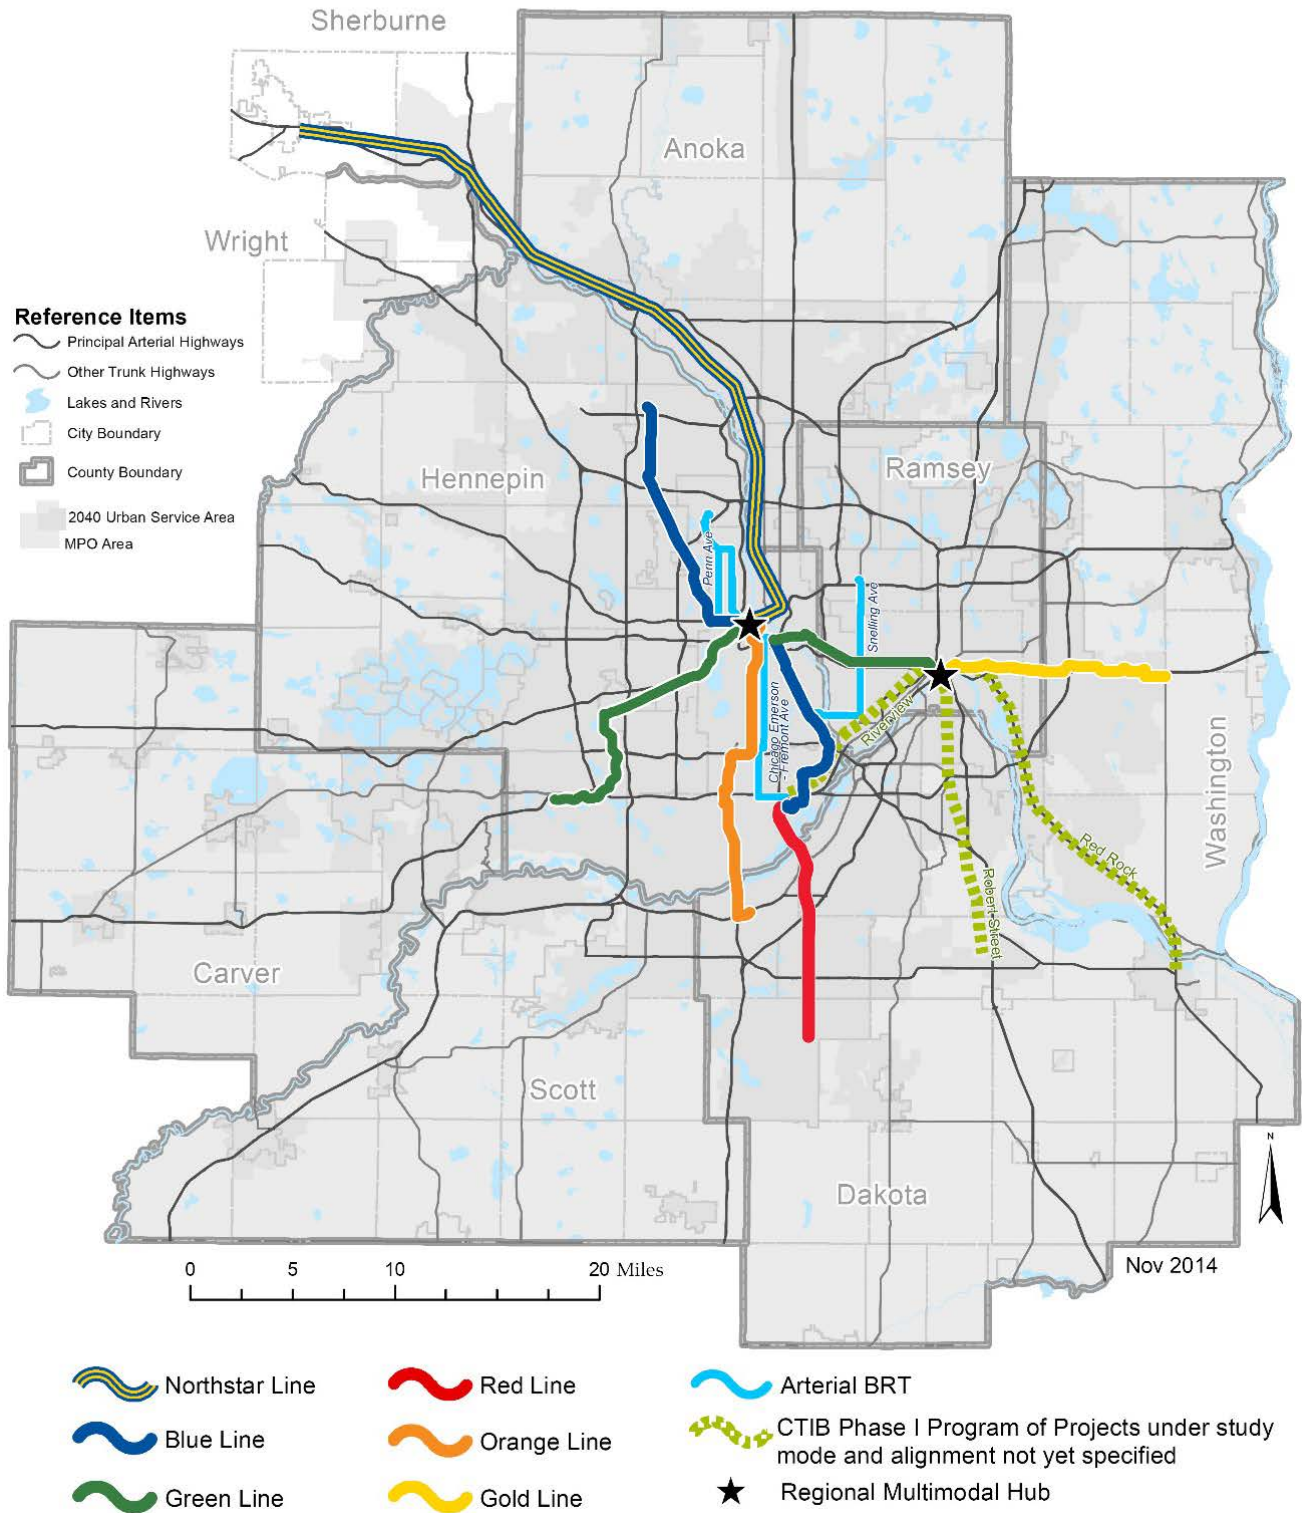 Sherburne
Anoka
Wright
Reference Items
Principal Arterial Highways
Other Trunk Highways
Lakes and Rivers
City Boundary
County Boundary
2040 Urban Service Area
MPO Area
Hennepin
Ramsey
Penn Ave
Snelling Ave
Chicago Emerson
- Fremont Ave
Riverview
Washington
Red Rock
Robert Street
Carver
Scott
Dakota
N
Nov 2014
0 5 10 20 Miles
Northstar Line
Red Line
Arterial BRT
Blue Line
Orange Line
CTIB Phase I Program of Projects under study
mode and alignment not yet specified
Green Line
Gold Line
Regional Multimodal Hub